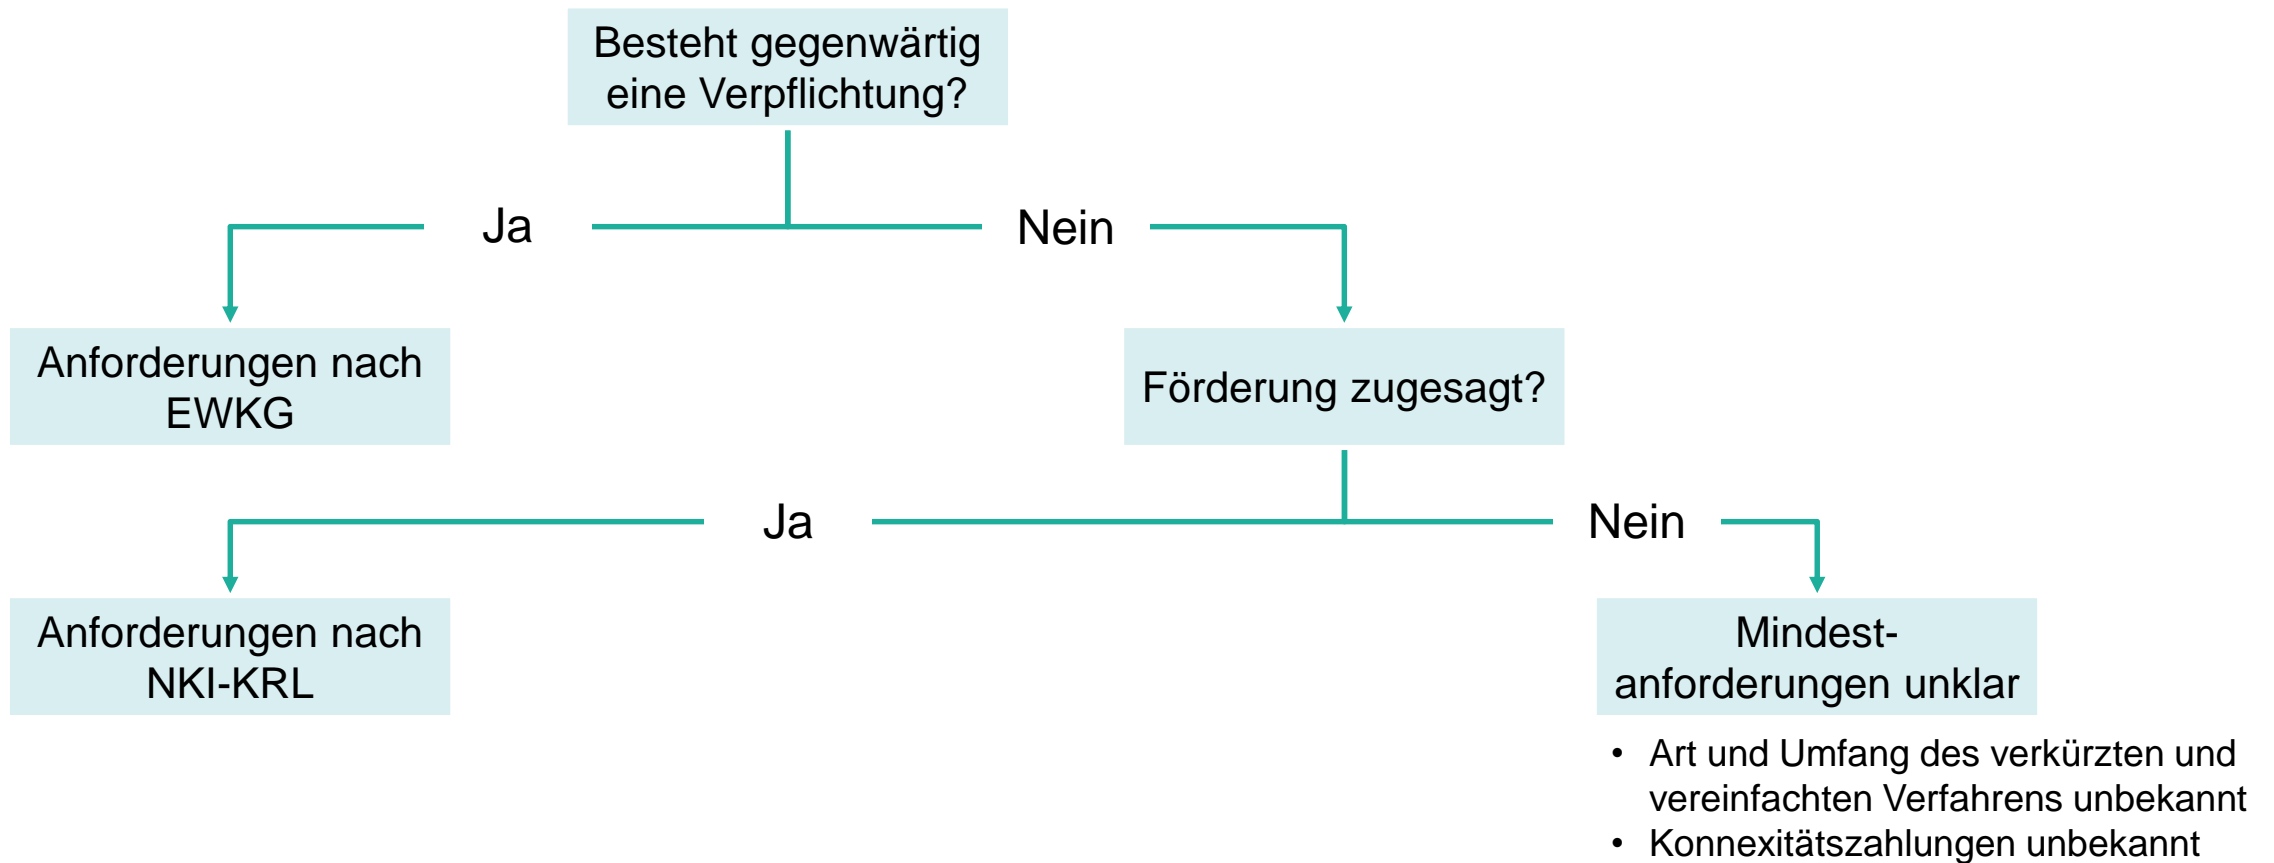 Besteht gegenwärtig
eine Verpflichtung?
Ja
Nein
Anforderungen nach
EWKG
Förderung zugesagt?
Ja
Nein
Anforderungen nach
NKI-KRL
Mindest-
anforderungen unklar
• Art und Umfang des verkürzten und
vereinfachten Verfahrens unbekannt
• Konnexitätszahlungen unbekannt